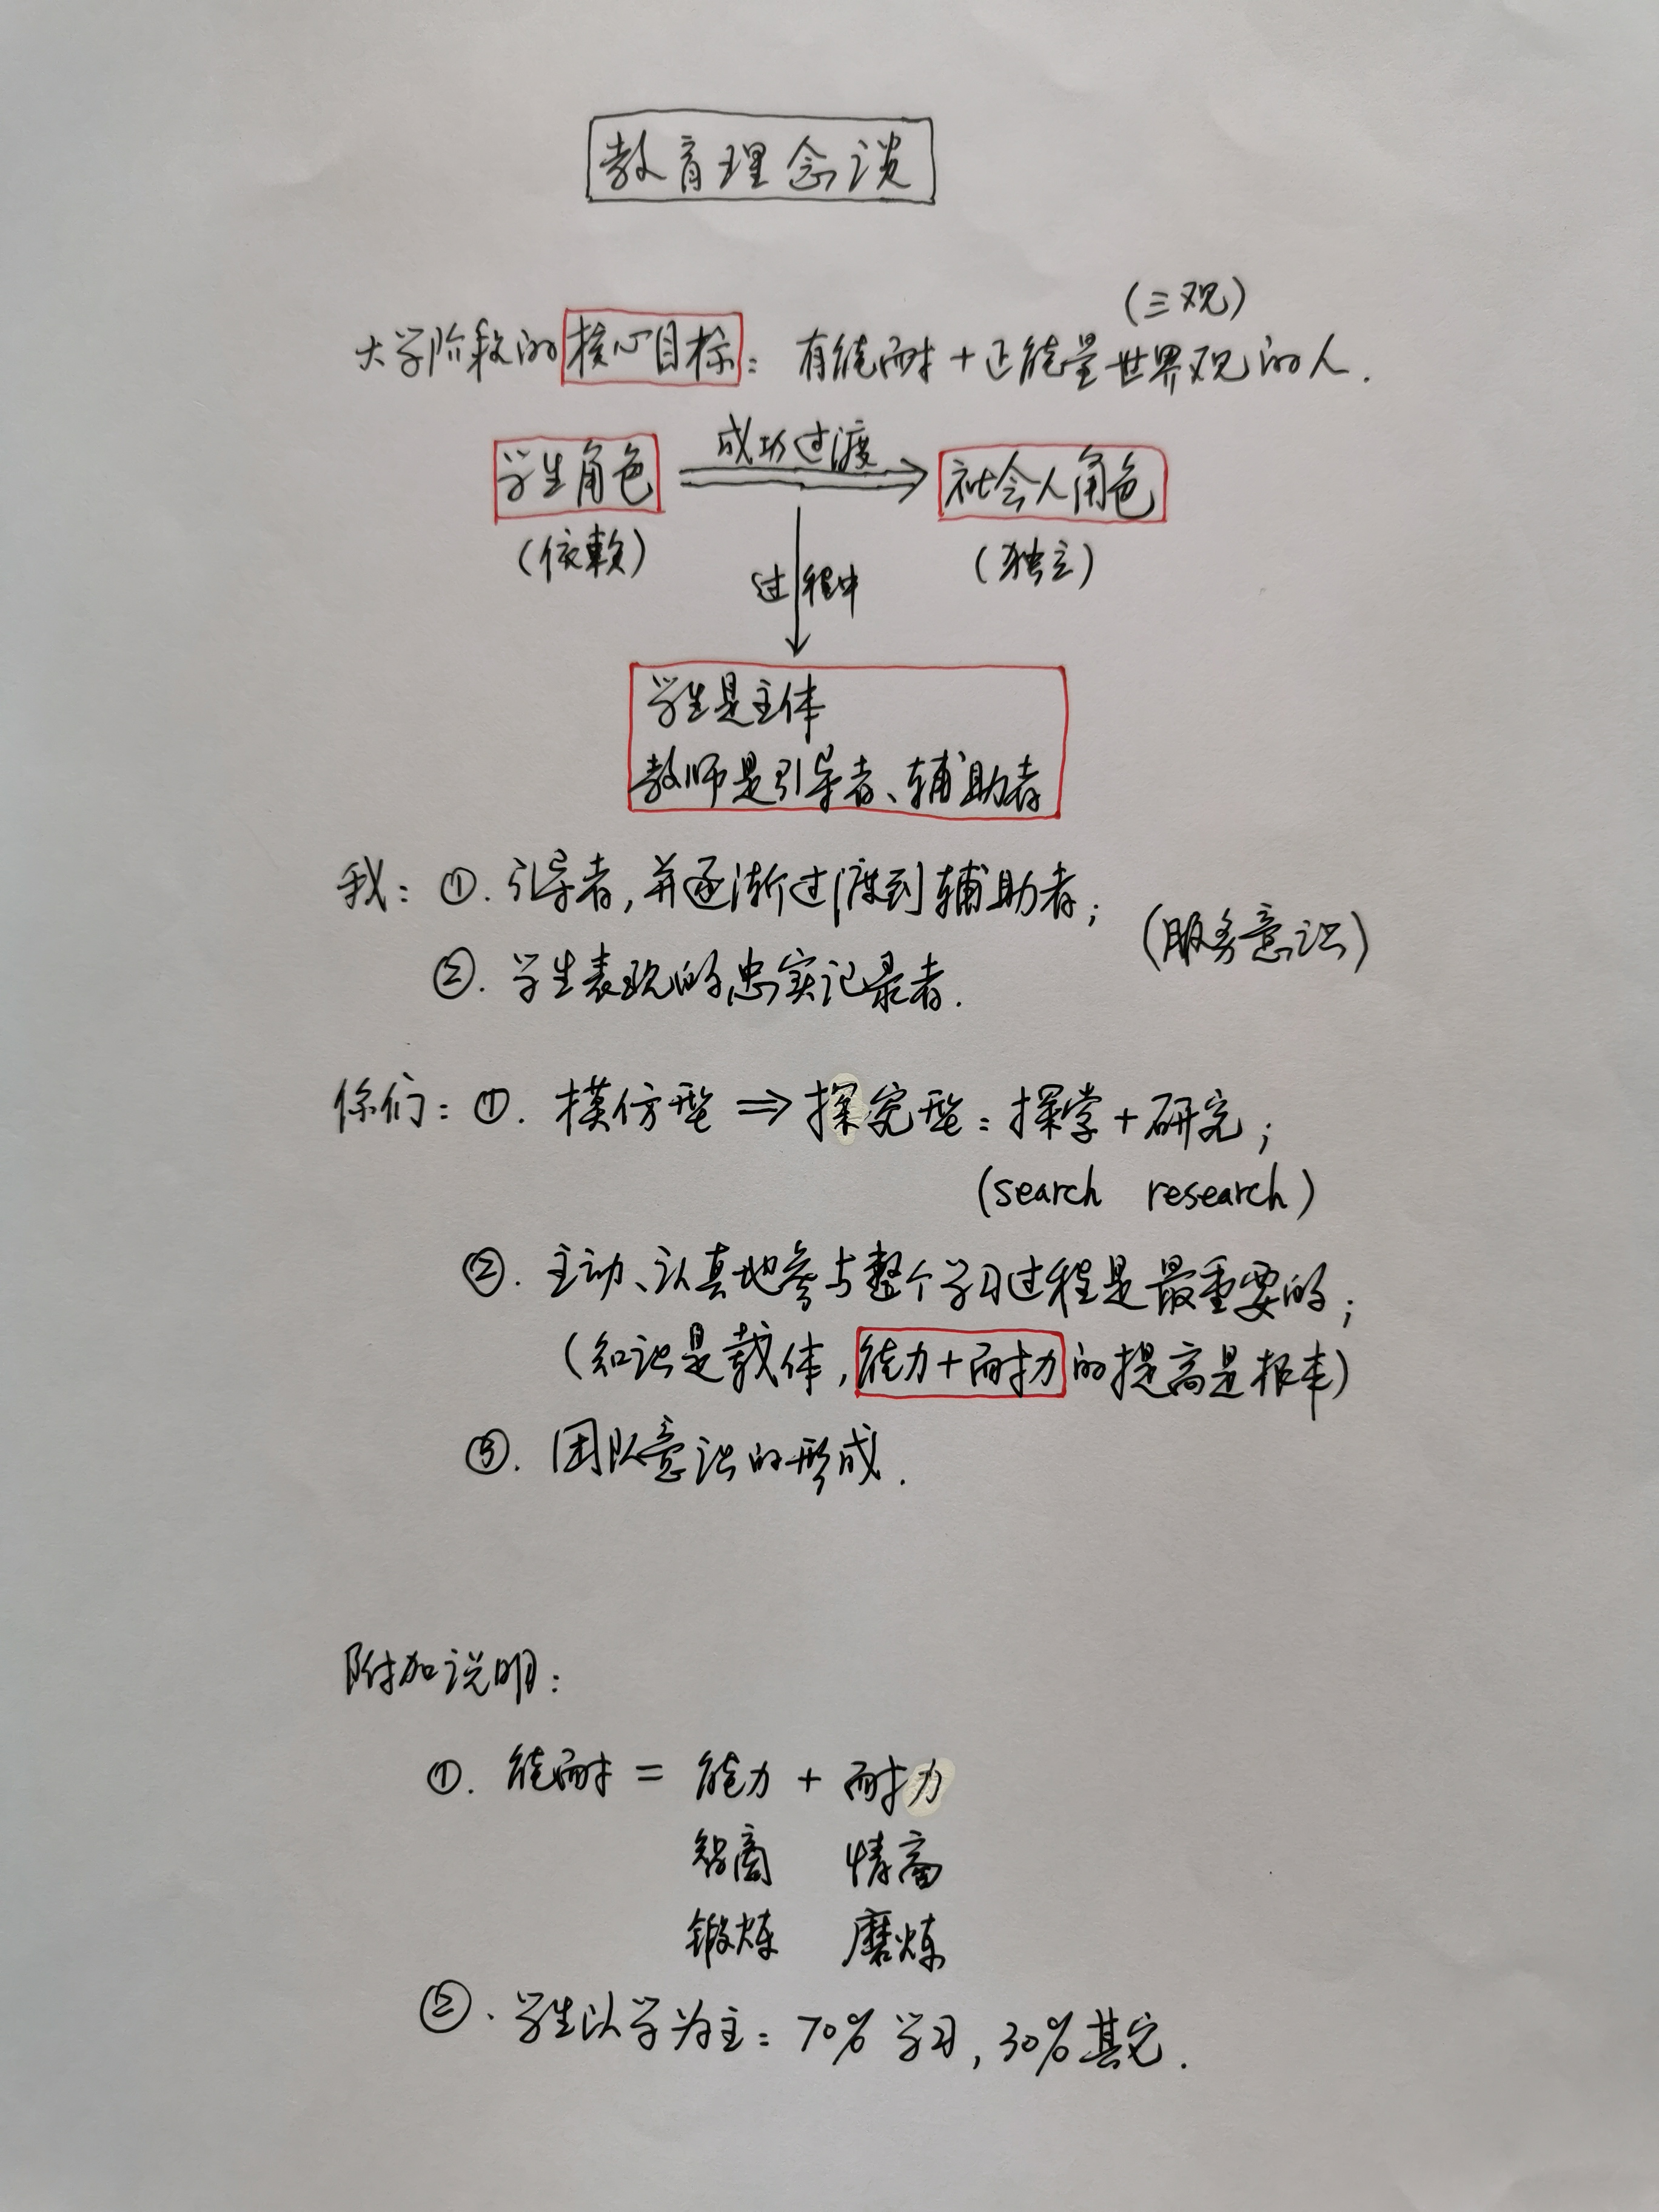 教育理念谈
(三观)
大学阶段的核心目标：有能耐+正能量世界观的人.
学生角色 成功过渡 社会人角色
(依赖) (独立)
过程中
学生是主体
教师是引导者、辅助者
我：①.引导者,并逐渐过渡到辅助者;
(服务意识)
②.学生表现的忠实记录者.
你们：①.模仿型⇒探究型：探学+研究;
(search research)
②.主动、认真地参与整个学习过程是最重要的;
(知识是载体,能力+耐力的提高是根本)
③.团队意识的形成.
附加说明：
①.能耐=能力+耐力
智商 情商
锻炼 磨炼
②.学生以学为主：70%学习,30%其它.